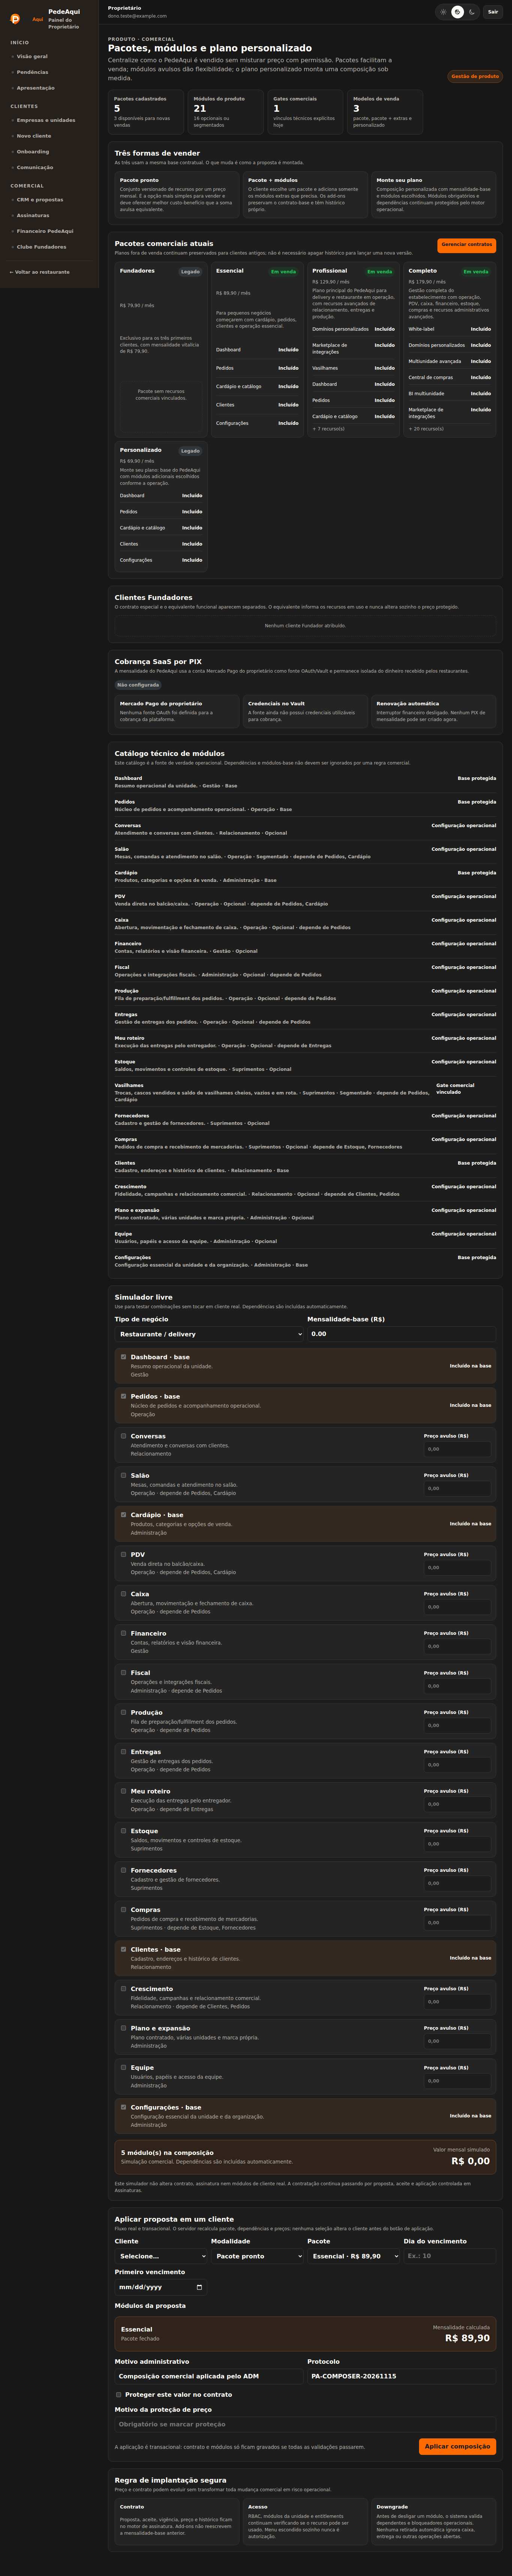 PedeAqui
Aqui
Painel do
Proprietário
INÍCIO
Visão geral
Pendências
Apresentação
CLIENTES
Empresas e unidades
Novo cliente
Onboarding
Comunicação
COMERCIAL
CRM e propostas
Assinaturas
Financeiro PedeAqui
Clube Fundadores
← Voltar ao restaurante
Proprietário
dono.teste@example.com
Sair
PRODUTO · COMERCIAL
Pacotes, módulos e plano personalizado
Centralize como o PedeAqui é vendido sem misturar preço com permissão. Pacotes facilitam a
venda; módulos avulsos dão flexibilidade; o plano personalizado monta uma composição sob
medida.
Gestão de produto
Pacotes cadastrados
5
3 disponíveis para novas
vendas
Módulos do produto
21
16 opcionais ou
segmentados
Gates comerciais
1
vínculos técnicos explícitos
hoje
Modelos de venda
3
pacote, pacote + extras e
personalizado
Três formas de vender
As três usam a mesma base contratual. O que muda é como a proposta é montada.
Pacote pronto
Conjunto versionado de recursos por um preço
mensal. É a opção mais simples para vender e
deve oferecer melhor custo-benefício que a soma
avulsa equivalente.
Pacote + módulos
O cliente escolhe um pacote e adiciona somente
os módulos extras que precisa. Os add-ons
preservam o contrato-base e têm histórico
próprio.
Monte seu plano
Composição personalizada com mensalidade-base
e módulos escolhidos. Módulos obrigatórios e
dependências continuam protegidos pelo motor
operacional.
Pacotes comerciais atuais
Planos fora de venda continuam preservados para clientes antigos; não é necessário apagar histórico para lançar uma nova versão.
Gerenciar contratos
Fundadores
Legado
R$ 79,90 / mês
Exclusivo para os três primeiros
clientes, com mensalidade vitalícia
de R$ 79,90.
Pacote sem recursos
comerciais vinculados.
Essencial
Em venda
R$ 89,90 / mês
Para pequenos negócios
começarem com cardápio, pedidos,
clientes e operação essencial.
Dashboard Incluído
Pedidos Incluído
Cardápio e catálogo Incluído
Clientes Incluído
Configurações Incluído
Profissional
Em venda
R$ 129,90 / mês
Plano principal do PedeAqui para
delivery e restaurante em operação,
com recursos avançados de
relacionamento, entregas e
produção.
Domínios personalizados Incluído
Marketplace de
integrações
Incluído
Vasilhames Incluído
Dashboard Incluído
Pedidos Incluído
Cardápio e catálogo Incluído
+ 7 recurso(s)
Completo
Em venda
R$ 179,90 / mês
Gestão completa do
estabelecimento com operação,
PDV, caixa, financeiro, estoque,
compras e recursos administrativos
avançados.
White-label Incluído
Domínios personalizados Incluído
Multiunidade avançada Incluído
Central de compras Incluído
BI multiunidade Incluído
Marketplace de
integrações
Incluído
+ 20 recurso(s)
Personalizado
Legado
R$ 69,90 / mês
Monte seu plano: base do PedeAqui
com módulos adicionais escolhidos
conforme a operação.
Dashboard Incluído
Pedidos Incluído
Cardápio e catálogo Incluído
Clientes Incluído
Configurações Incluído
Clientes Fundadores
O contrato especial e o equivalente funcional aparecem separados. O equivalente informa os recursos em uso e nunca altera sozinho o preço protegido.
Nenhum cliente Fundador atribuído.
Cobrança SaaS por PIX
A mensalidade do PedeAqui usa a conta Mercado Pago do proprietário como fonte OAuth/Vault e permanece isolada do dinheiro recebido pelos restaurantes.
Não configurada
Mercado Pago do proprietário
Nenhuma fonte OAuth foi definida para a
cobrança da plataforma.
Credenciais no Vault
A fonte ainda não possui credenciais utilizáveis
para cobrança.
Renovação automática
Interruptor financeiro desligado. Nenhum PIX de
mensalidade pode ser criado agora.
Catálogo técnico de módulos
Este catálogo é a fonte de verdade operacional. Dependências e módulos-base não devem ser ignorados por uma regra comercial.
Dashboard
Resumo operacional da unidade. · Gestão · Base
Base protegida
Pedidos
Núcleo de pedidos e acompanhamento operacional. · Operação · Base
Base protegida
Conversas
Atendimento e conversas com clientes. · Relacionamento · Opcional
Configuração operacional
Salão
Mesas, comandas e atendimento no salão. · Operação · Segmentado · depende de Pedidos, Cardápio
Configuração operacional
Cardápio
Produtos, categorias e opções de venda. · Administração · Base
Base protegida
PDV
Venda direta no balcão/caixa. · Operação · Opcional · depende de Pedidos, Cardápio
Configuração operacional
Caixa
Abertura, movimentação e fechamento de caixa. · Operação · Opcional · depende de Pedidos
Configuração operacional
Financeiro
Contas, relatórios e visão financeira. · Gestão · Opcional
Configuração operacional
Fiscal
Operações e integrações fiscais. · Administração · Opcional · depende de Pedidos
Configuração operacional
Produção
Fila de preparação/fulfillment dos pedidos. · Operação · Opcional · depende de Pedidos
Configuração operacional
Entregas
Gestão de entregas dos pedidos. · Operação · Opcional · depende de Pedidos
Configuração operacional
Meu roteiro
Execução das entregas pelo entregador. · Operação · Opcional · depende de Entregas
Configuração operacional
Estoque
Saldos, movimentos e controles de estoque. · Suprimentos · Opcional
Configuração operacional
Vasilhames
Trocas, cascos vendidos e saldo de vasilhames cheios, vazios e em rota. · Suprimentos · Segmentado · depende de Pedidos,
Cardápio
Gate comercial
vinculado
Fornecedores
Cadastro e gestão de fornecedores. · Suprimentos · Opcional
Configuração operacional
Compras
Pedidos de compra e recebimento de mercadorias. · Suprimentos · Opcional · depende de Estoque, Fornecedores
Configuração operacional
Clientes
Cadastro, endereços e histórico de clientes. · Relacionamento · Base
Base protegida
Crescimento
Fidelidade, campanhas e relacionamento comercial. · Relacionamento · Opcional · depende de Clientes, Pedidos
Configuração operacional
Plano e expansão
Plano contratado, várias unidades e marca própria. · Administração · Opcional
Configuração operacional
Equipe
Usuários, papéis e acesso da equipe. · Administração · Opcional
Configuração operacional
Configurações
Configuração essencial da unidade e da organização. · Administração · Base
Base protegida
Simulador livre
Use para testar combinações sem tocar em cliente real. Dependências são incluídas automaticamente.
Tipo de negócio
Restaurante / delivery
Mensalidade-base (R$)
0.00
Dashboard · base
Resumo operacional da unidade.
Gestão
Incluído na base
Pedidos · base
Núcleo de pedidos e acompanhamento operacional.
Operação
Incluído na base
Conversas
Atendimento e conversas com clientes.
Relacionamento
Preço avulso (R$)
0,00
Salão
Mesas, comandas e atendimento no salão.
Operação · depende de Pedidos, Cardápio
Preço avulso (R$)
0,00
Cardápio · base
Produtos, categorias e opções de venda.
Administração
Incluído na base
PDV
Venda direta no balcão/caixa.
Operação · depende de Pedidos, Cardápio
Preço avulso (R$)
0,00
Caixa
Abertura, movimentação e fechamento de caixa.
Operação · depende de Pedidos
Preço avulso (R$)
0,00
Financeiro
Contas, relatórios e visão financeira.
Gestão
Preço avulso (R$)
0,00
Fiscal
Operações e integrações fiscais.
Administração · depende de Pedidos
Preço avulso (R$)
0,00
Produção
Fila de preparação/fulfillment dos pedidos.
Operação · depende de Pedidos
Preço avulso (R$)
0,00
Entregas
Gestão de entregas dos pedidos.
Operação · depende de Pedidos
Preço avulso (R$)
0,00
Meu roteiro
Execução das entregas pelo entregador.
Operação · depende de Entregas
Preço avulso (R$)
0,00
Estoque
Saldos, movimentos e controles de estoque.
Suprimentos
Preço avulso (R$)
0,00
Fornecedores
Cadastro e gestão de fornecedores.
Suprimentos
Preço avulso (R$)
0,00
Compras
Pedidos de compra e recebimento de mercadorias.
Suprimentos · depende de Estoque, Fornecedores
Preço avulso (R$)
0,00
Clientes · base
Cadastro, endereços e histórico de clientes.
Relacionamento
Incluído na base
Crescimento
Fidelidade, campanhas e relacionamento comercial.
Relacionamento · depende de Clientes, Pedidos
Preço avulso (R$)
0,00
Plano e expansão
Plano contratado, várias unidades e marca própria.
Administração
Preço avulso (R$)
0,00
Equipe
Usuários, papéis e acesso da equipe.
Administração
Preço avulso (R$)
0,00
Configurações · base
Configuração essencial da unidade e da organização.
Administração
Incluído na base
5 módulo(s) na composição
Simulação comercial. Dependências são incluídas automaticamente.
Valor mensal simulado
R$ 0,00
Este simulador não altera contrato, assinatura nem módulos de cliente real. A contratação continua passando por proposta, aceite e aplicação controlada em
Assinaturas.
Aplicar proposta em um cliente
Fluxo real e transacional. O servidor recalcula pacote, dependências e preços; nenhuma seleção altera o cliente antes do botão de aplicação.
Cliente
Selecione...
Modalidade
Pacote pronto
Pacote
Essencial · R$ 89,90
Dia do vencimento
Ex.: 10
Primeiro vencimento
mm/dd/yyyy
Módulos da proposta
Essencial
Pacote fechado
Mensalidade calculada
R$ 89,90
Motivo administrativo
Composição comercial aplicada pelo ADM
Protocolo
PA-COMPOSER-20261115
Proteger este valor no contrato
Motivo da proteção de preço
Obrigatório se marcar proteção
A aplicação é transacional: contrato e módulos só ficam gravados se todas as validações passarem.
Aplicar composição
Regra de implantação segura
Preço e contrato podem evoluir sem transformar toda mudança comercial em risco operacional.
Contrato
Proposta, aceite, vigência, preço e histórico ficam
no motor de assinatura. Add-ons não reescrevem
a mensalidade-base anterior.
Acesso
RBAC, módulos da unidade e entitlements
continuam verificando se o recurso pode ser
usado. Menu escondido sozinho nunca é
autorização.
Downgrade
Antes de desligar um módulo, o sistema valida
dependentes e bloqueadores operacionais.
Nenhuma retirada automática ignora caixa,
entrega ou outras operações abertas.